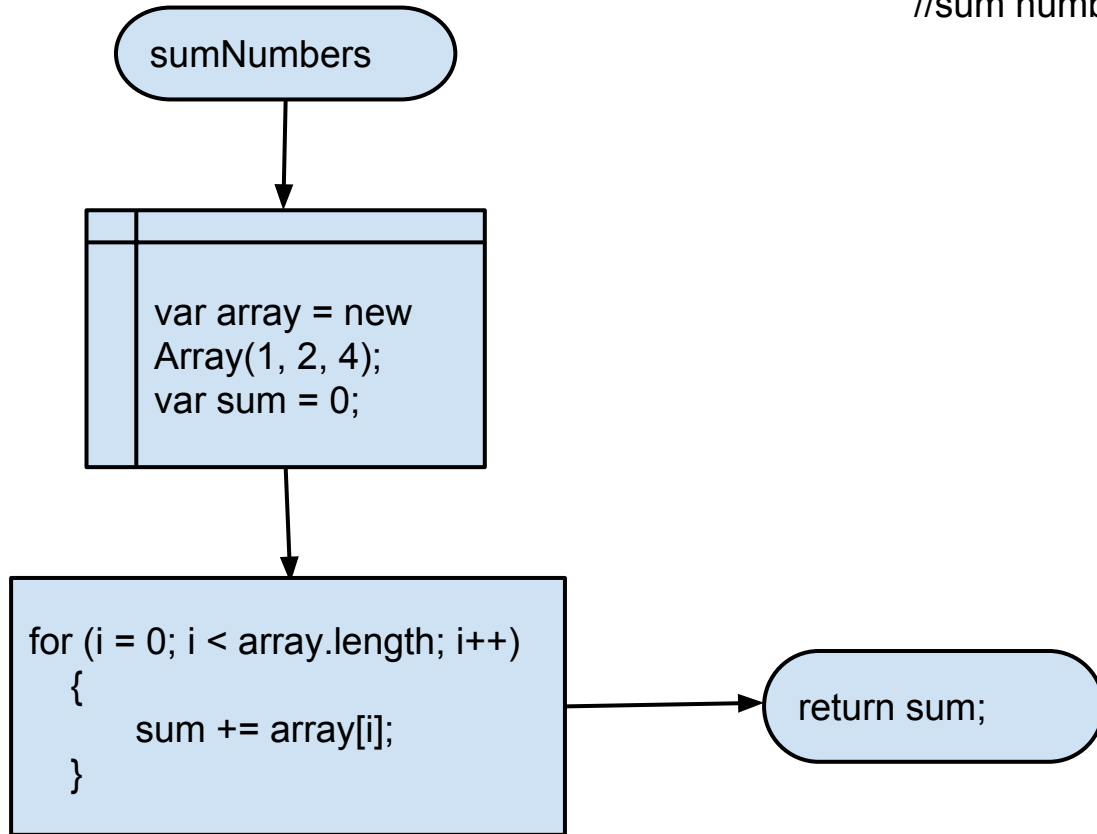 //sum
sumNumbers
var array = new
Array(1, 2, 4);
var sum = 0;
for (i = 0; i < array.length; i++)
{
sum += array[i];
}
return sum;